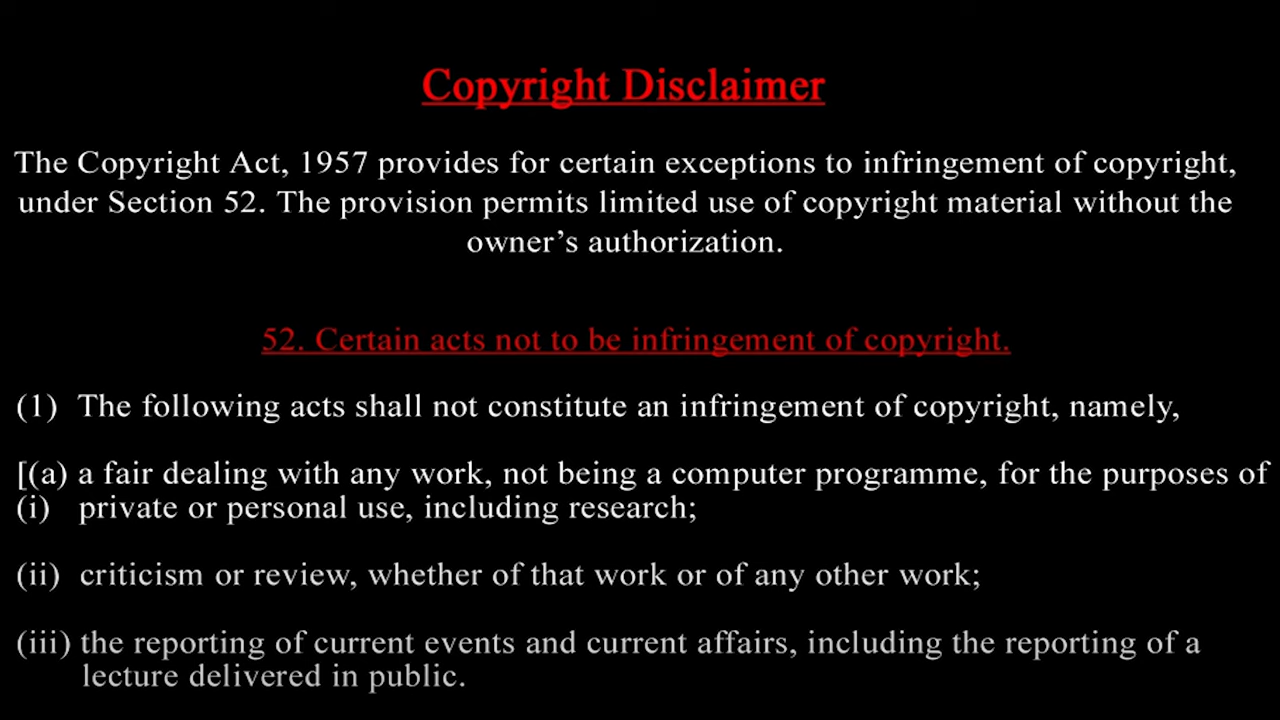 Copyright Disclaimer
The Copyright Act, 1957 provides for certain exceptions to infringement of copyright,
under Section 52. The provision permits limited use of copyright material without the
owner’s authorization.
52. Certain acts not to be infringement of copyright.
(1) The following acts shall not constitute an infringement of copyright, namely,
[(a) a fair dealing with any work, not being a computer programme, for the purposes of
(i) private or personal use, including research;
(ii) criticism or review, whether of that work or of any other work;
(iii) the reporting of current events and current affairs, including the reporting of a
lecture delivered in public.